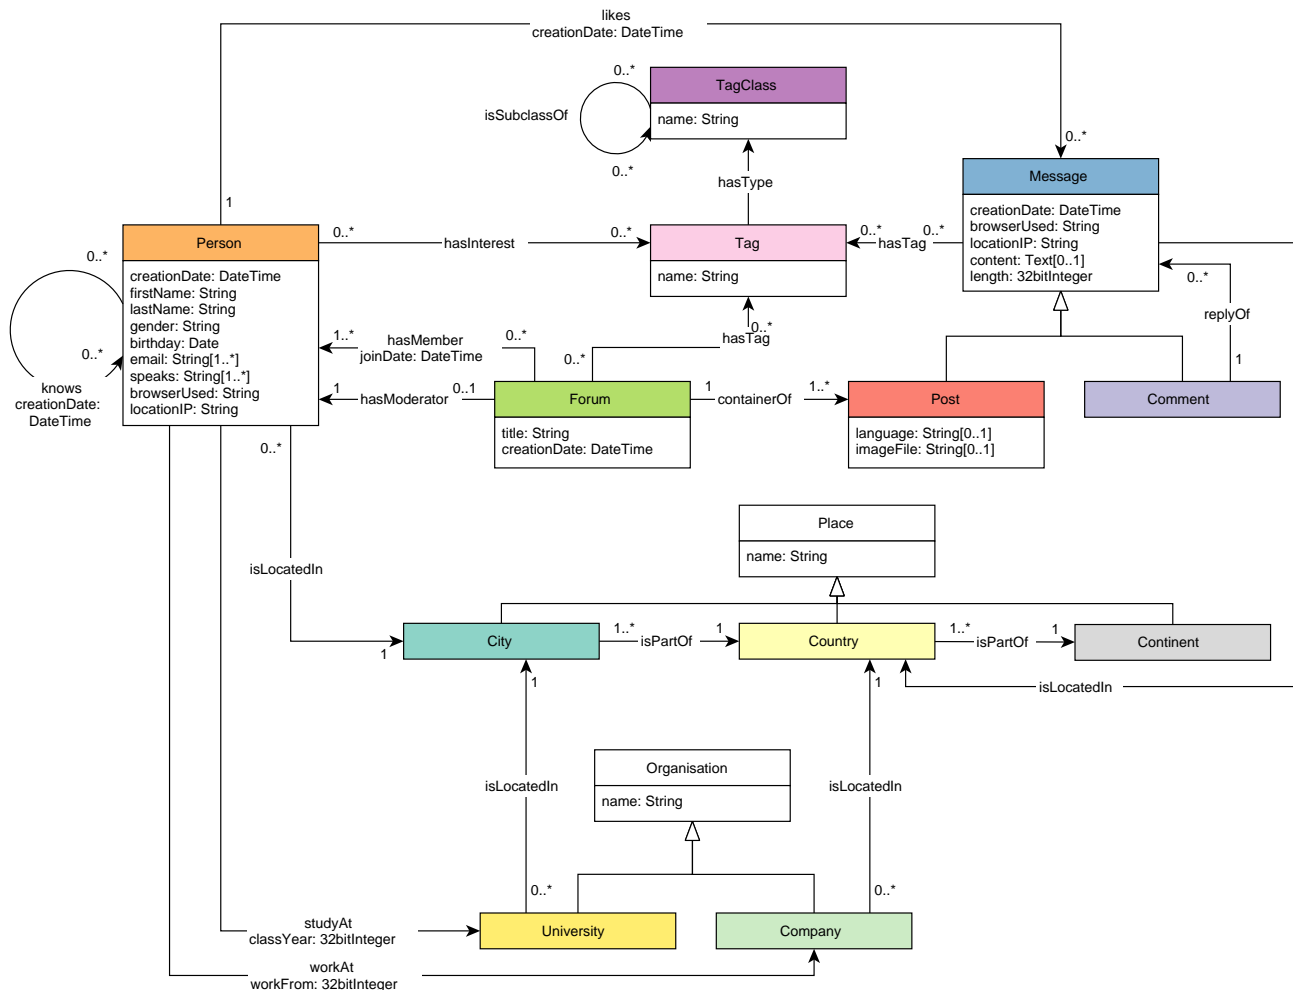 likes
creationDate: DateTime
0..*
TagClass
isSubclassOf
name: String
0..*
0..*
hasType
Message
1
creationDate: DateTime
browserUsed: String
locationIP: String
content: Text[0..1]
length: 32bitInteger
Person
0..*
hasInterest
0..*
Tag
0..*
hasTag
0..*
name: String
0..*
creationDate: DateTime
firstName: String
lastName: String
gender: String
birthday: Date
email: String[1..*]
speaks: String[1..*]
browserUsed: String
locationIP: String
0..*
0..*
knows
creationDate:
DateTime
replyOf
1
1..*
hasMember
joinDate: DateTime
0..*
0..*
hasTag
0..*
1
hasModerator
0..1
Forum
title: String
creationDate: DateTime
1
containerOf
1..*
Post
language: String[0..1]
imageFile: String[0..1]
Comment
0..*
isLocatedIn
1
Place
name: String
City
1..*
isPartOf
1
Country
1..*
isPartOf
1
Continent
1
1
isLocatedIn
Organisation
name: String
isLocatedIn
isLocatedIn
0..*
0..*
University
Company
studyAt
classYear: 32bitInteger
workAt
workFrom: 32bitInteger